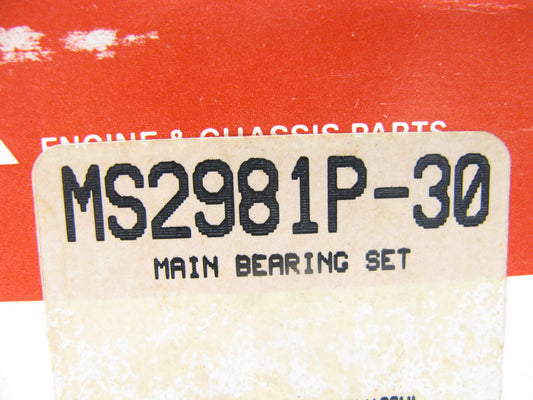 ENGINE & CHASSIS PARTS
MS2981P-30
MAIN BEARING SET